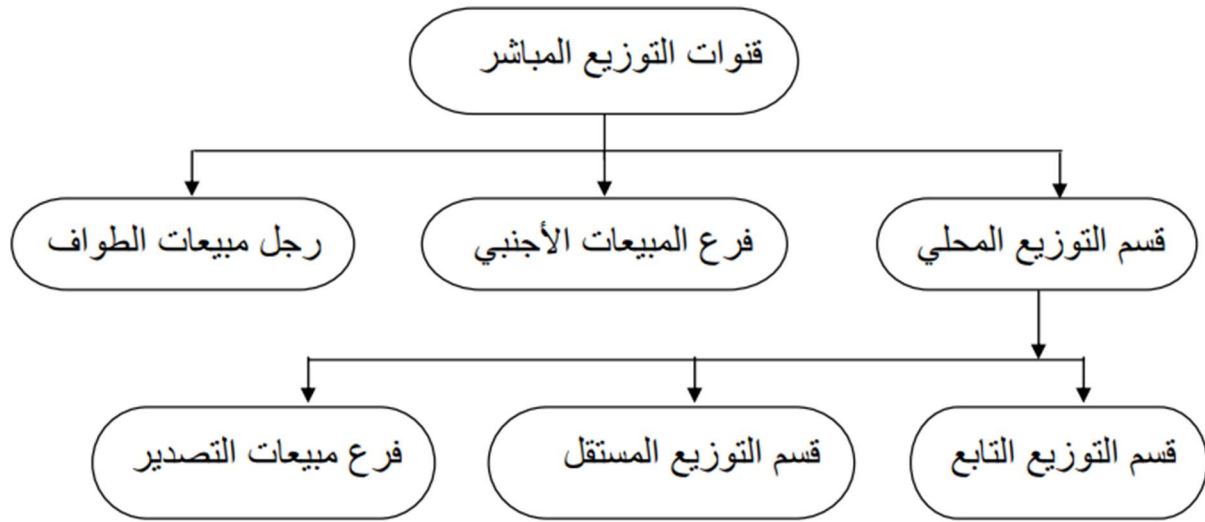 قنوات التوزيع المباشر
قسم التوزيع المحلي
فرع المبيعات الأجنبي
رجل مبيعات الطواف
قسم التوزيع التابع
قسم التوزيع المستقل
فرع مبيعات التصدير